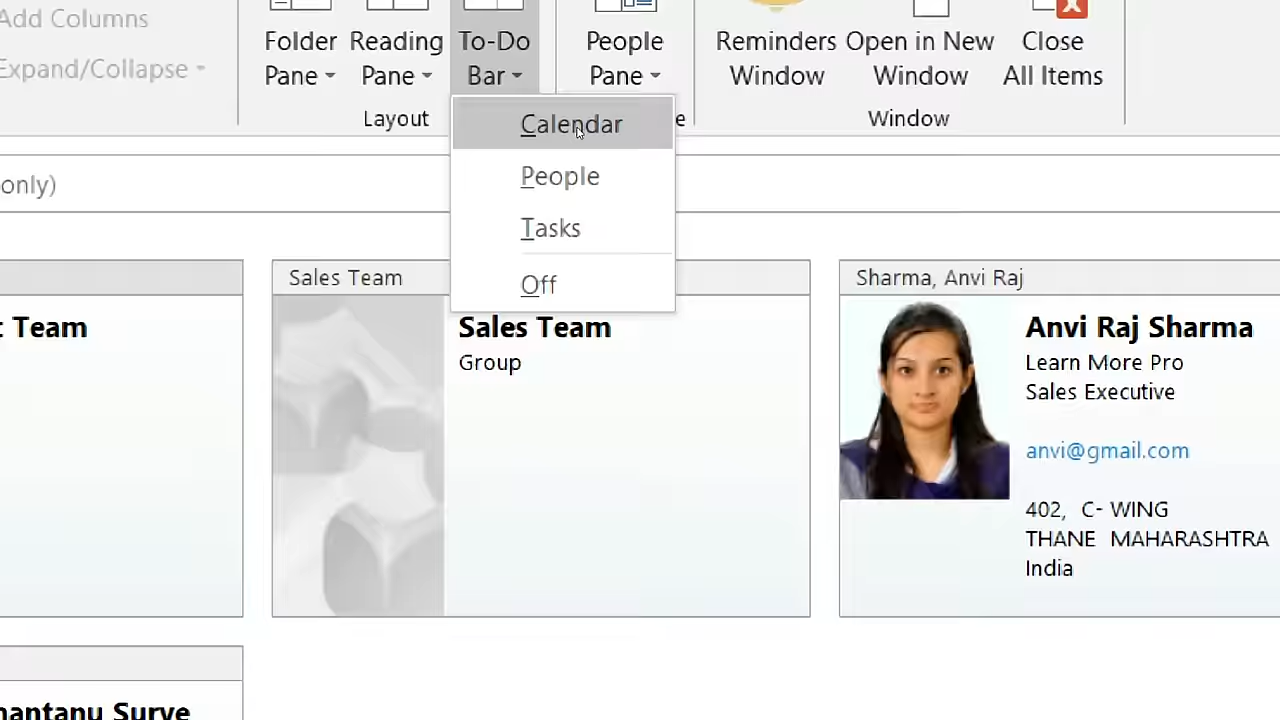 Add Columns
Expand/Collapse
Folder Pane
Reading Pane
To-Do Bar
People Pane
Reminders Window
Open in New Window
Close All Items
Layout
Window
Calendar
People
Tasks
Off
only)
Sales Team
Sharma, Anvi Raj
Team
Sales Team
Group
Anvi Raj Sharma
Learn More Pro
Sales Executive
anvi@gmail.com
402, C- WING
THANE MAHARASHTRA
India
Surve